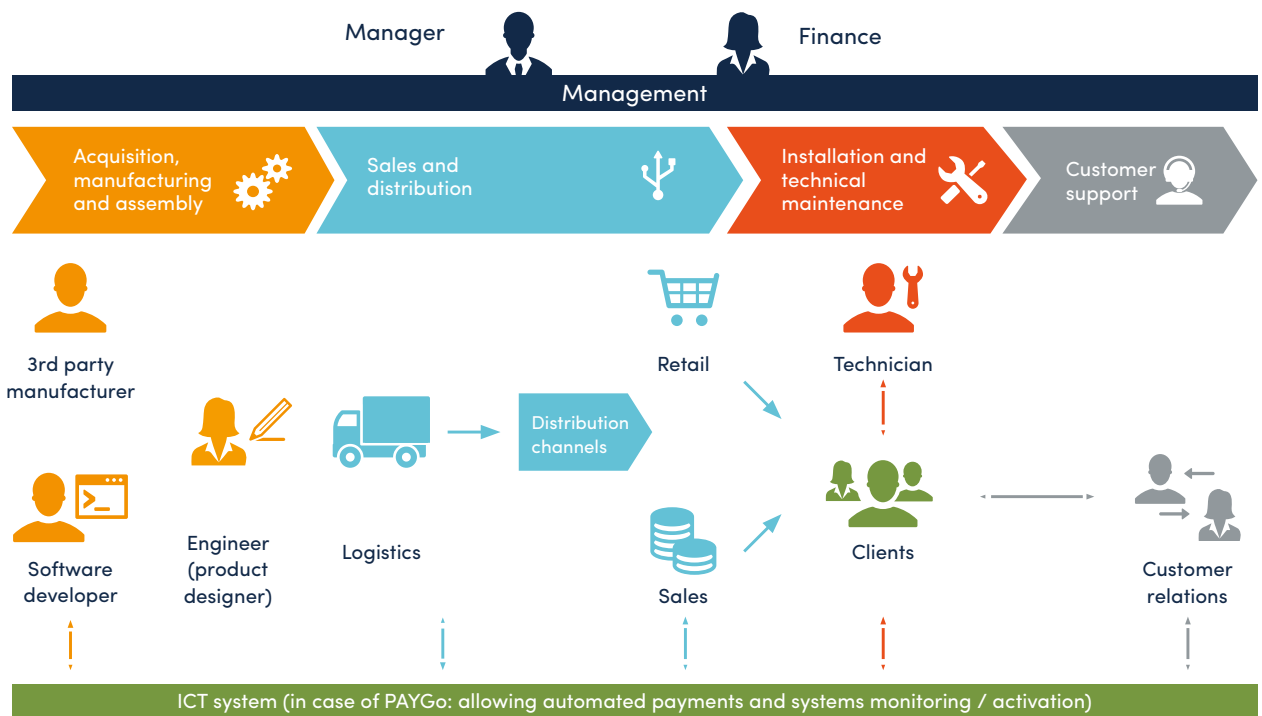 Manager
Finance
Management
Acquisition,
manufacturing
and assembly
Sales and
distribution
Installation and
technical
maintenance
Customer
support
3rd party
manufacturer
Retail
Technician
Distribution
channels
Software
developer
Engineer
(product
designer)
Logistics
Sales
Clients
Customer
relations
ICT system (in case of PAYGo: allowing automated payments and systems monitoring / activation)